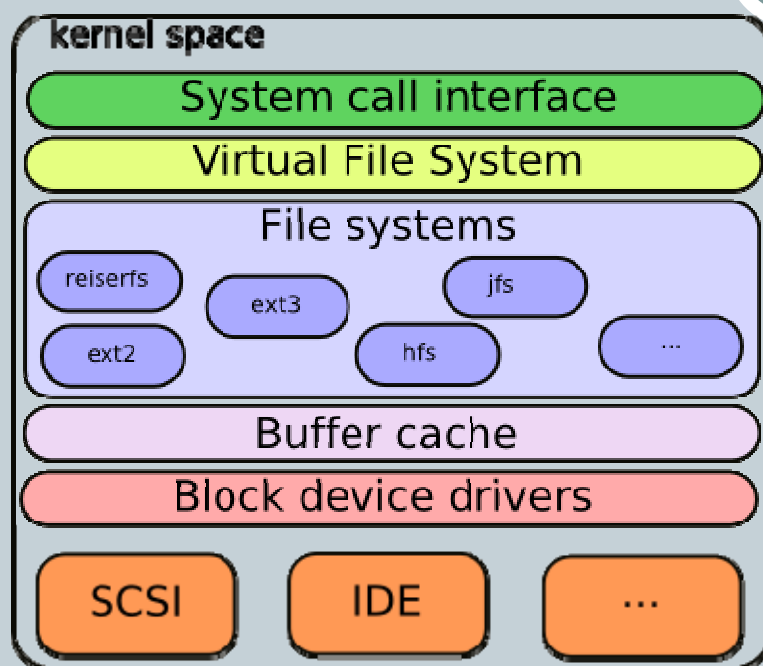 kernel space
System call interface
Virtual File System
File systems
reiserfs
ext3
jfs
ext2
hfs
...
Buffer cache
Block device drivers
SCSI
IDE
...